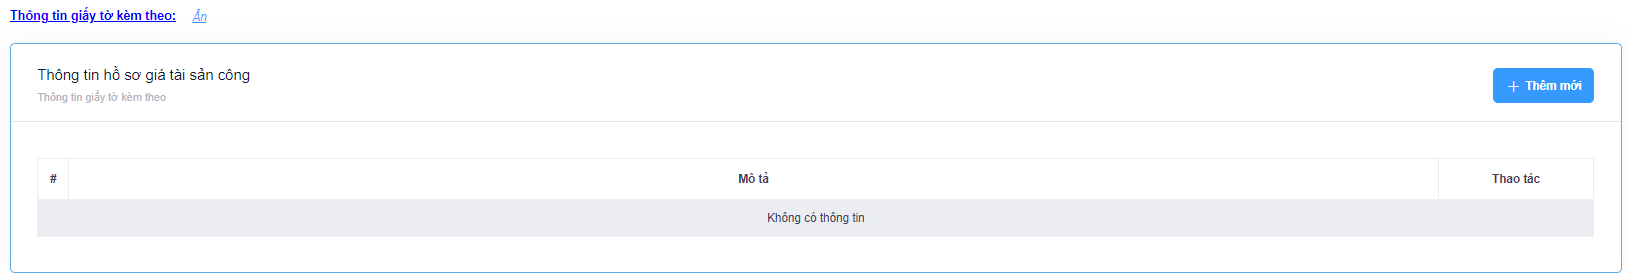 Thông tin giấy tờ kèm theo: Ẩn
Thông tin hồ sơ giá tài sản công
Thông tin giấy tờ kèm theo
+ Thêm mới
# Mô tả Thao tác
Không có thông tin